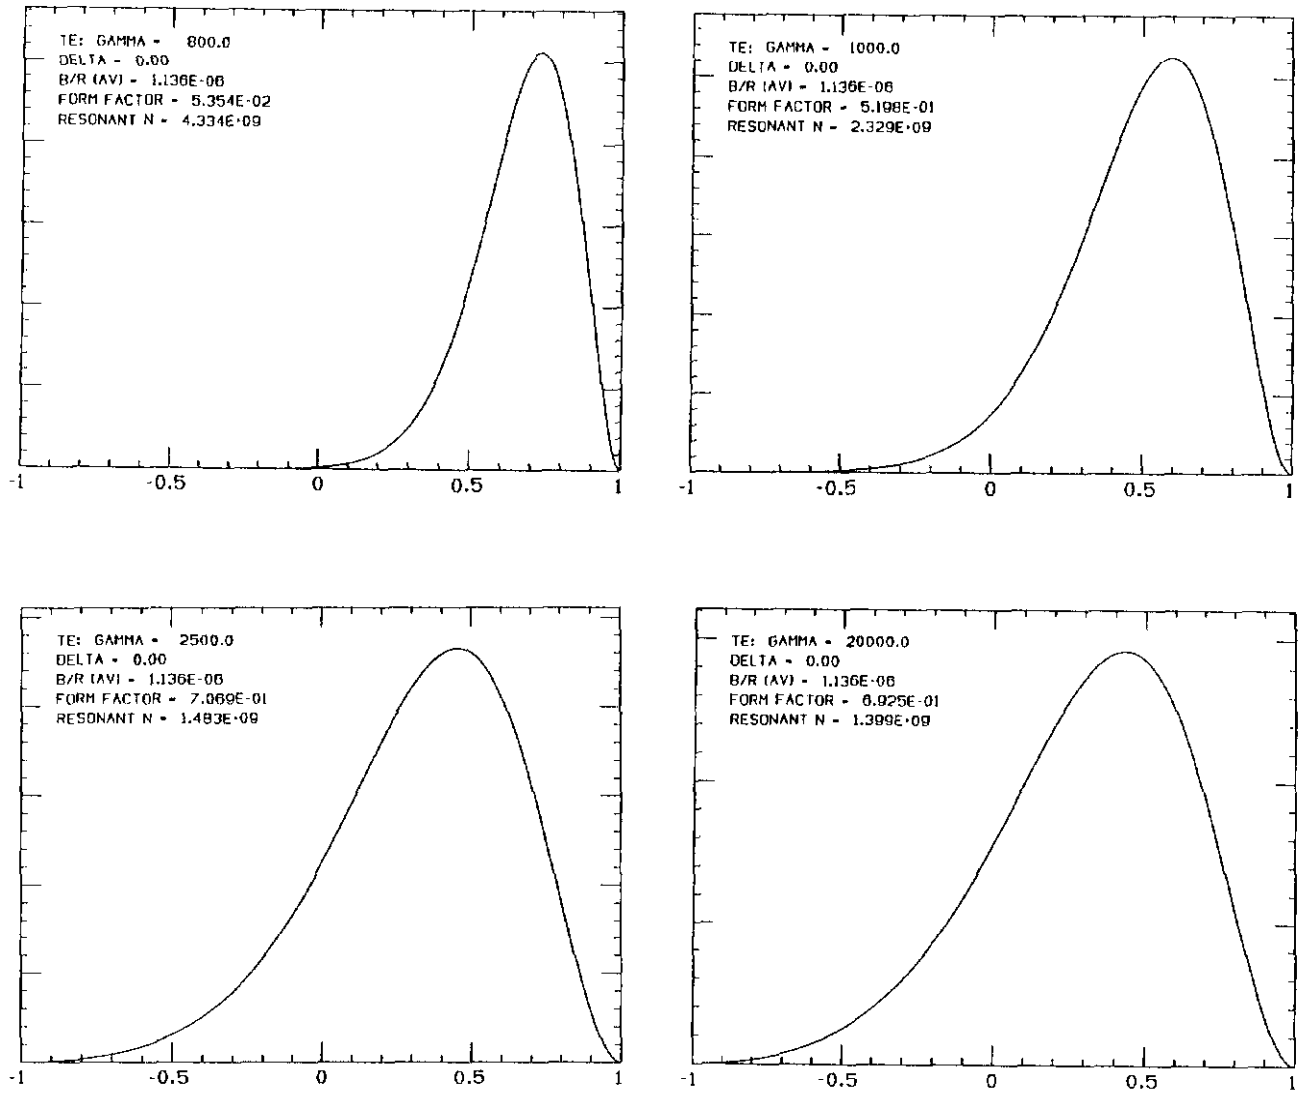 TE: GAMMA = 800.0
DELTA = 0.00
B/R (AV) = 1.136E-06
FORM FACTOR = 5.354E-02
RESONANT N = 4.334E+09
-1 -0.5 0 0.5 1
TE: GAMMA = 1000.0
DELTA = 0.00
B/R (AV) = 1.136E-06
FORM FACTOR = 5.198E-01
RESONANT N = 2.329E+09
-1 -0.5 0 0.5 1
TE: GAMMA = 2500.0
DELTA = 0.00
B/R (AV) = 1.136E-06
FORM FACTOR = 7.069E-01
RESONANT N = 1.483E+09
-1 -0.5 0 0.5 1
TE: GAMMA = 20000.0
DELTA = 0.00
B/R (AV) = 1.136E-06
FORM FACTOR = 6.925E-01
RESONANT N = 1.399E+09
-1 -0.5 0 0.5 1